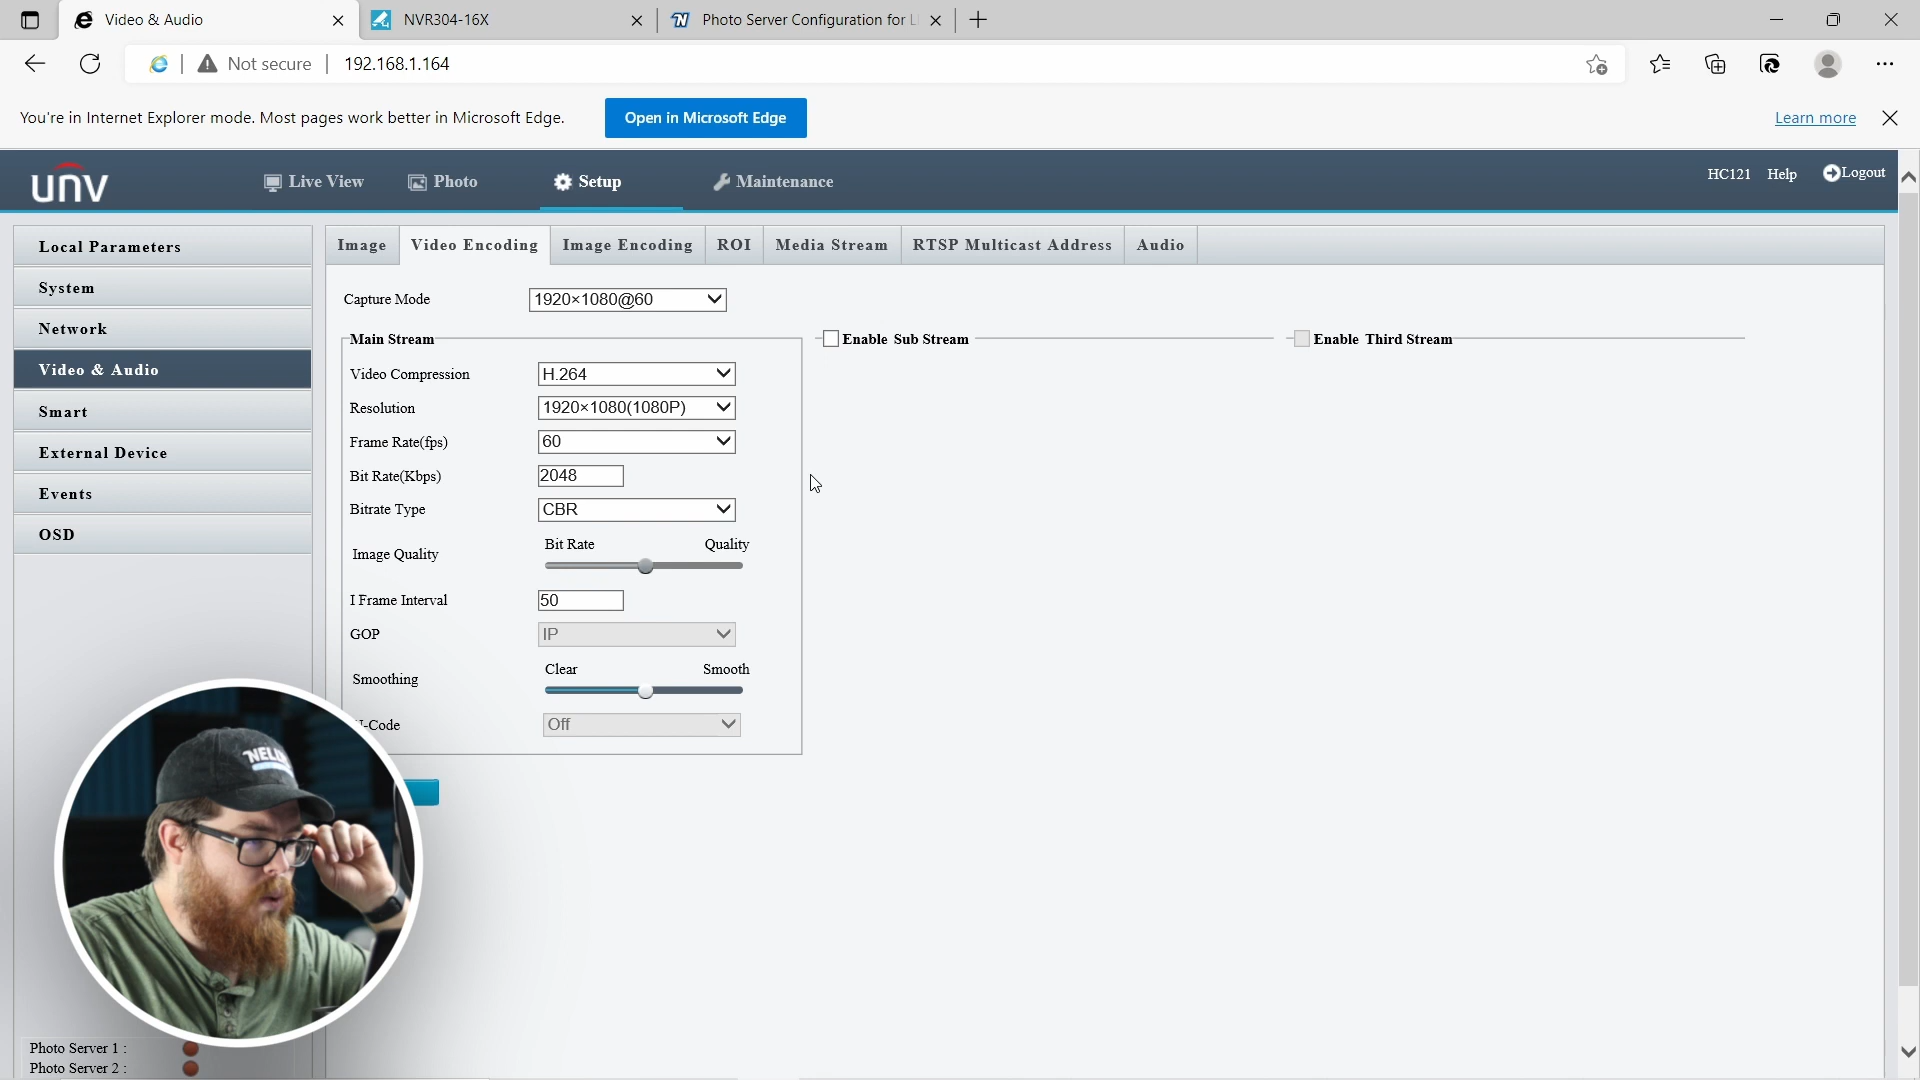 Video & Audio
NVR304-16X
Photo Server Configuration for L
Not secure
192.168.1.164
You're in Internet Explorer mode. Most pages work better in Microsoft Edge.
Open in Microsoft Edge
Learn more
unv
Live View
Photo
Setup
Maintenance
HC121
Help
Logout
Local Parameters
System
Network
Video & Audio
Smart
External Device
Events
OSD
Image
Video Encoding
Image Encoding
ROI
Media Stream
RTSP Multicast Address
Audio
Capture Mode
1920×1080@60
Main Stream
Enable Sub Stream
Enable Third Stream
Video Compression
H.264
Resolution
1920×1080(1080P)
Frame Rate(fps)
60
Bit Rate(Kbps)
2048
Bitrate Type
CBR
Image Quality
Bit Rate
Quality
I Frame Interval
50
GOP
IP
Smoothing
Clear
Smooth
-Code
Off
Photo Server 1 :
Photo Server 2 :